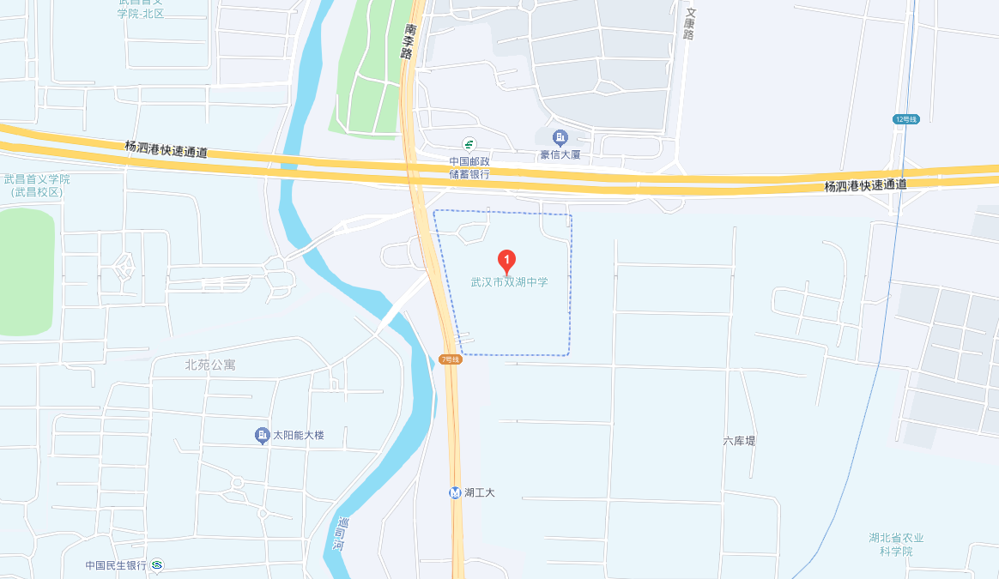 武昌首义
学院-北区
南李路
文康路
12号线
杨泗港快速通道
中国邮政
储蓄银行
豪信大厦
武昌首义学院
(武昌校区)
杨泗港快速通道
1
武汉市双湖中学
7号线
北苑公寓
太阳能大楼
六库堤
湖工大
巡司河
湖北省农业
科学院
中国民生银行